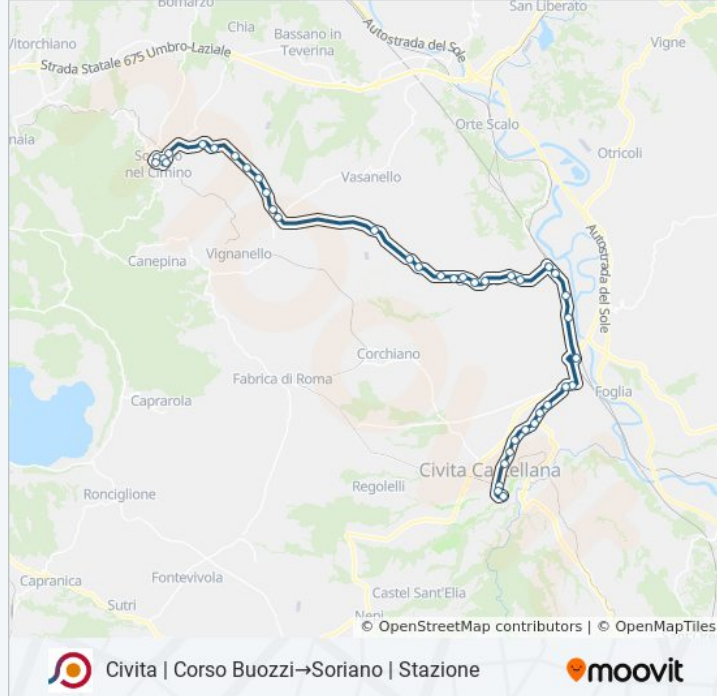 Bomarzo
San Liberato
Vitorchiano
Chia
Bassano in
Teverina
Autostrada del Sole
Vigne
Strada Statale 675 Umbro-Laziale
Orte Scalo
naia
nel Cimino
Otricoli
Vasanello
Autostrada del Sole
Canepina
Vignanello
Corchiano
Fabrica di Roma
Foglia
Caprarola
Civita Castellana
Regolelli
Ronciglione
Capranica
Fontevivola
Castel Sant'Elia
Sutri
Nepi
© OpenStreetMap contributors | © OpenMapTiles
Civita | Corso Buozzi→Soriano | Stazione
moovit